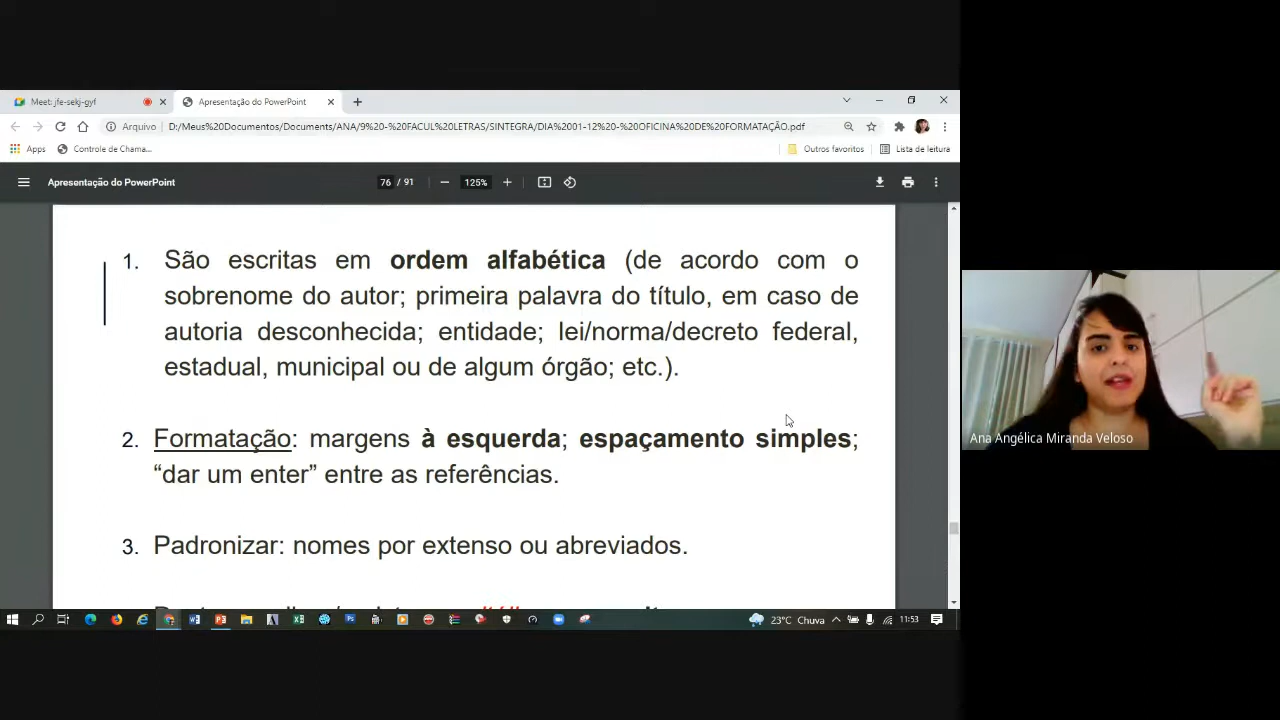 Meet: jfe-sekj-gyf
Apresentação do PowerPoint
Arquivo
D:/Meus%20Documentos/Documents/ANA/9%20-%20FACUL%20LETRAS/SINTEGRA/DIA%2001-12%20-%20OFICINA%20DE%20FORMATAÇÃO.pdf
Apps
Controle de Chama...
Outros favoritos
Lista de leitura
Apresentação do PowerPoint
76 / 91
125%
1. São escritas em ordem alfabética (de acordo com o
sobrenome do autor; primeira palavra do título, em caso de
autoria desconhecida; entidade; lei/norma/decreto federal,
estadual, municipal ou de algum órgão; etc.).
2. Formatação: margens à esquerda; espaçamento simples;
“dar um enter” entre as referências.
3. Padronizar: nomes por extenso ou abreviados.
Ana Angélica Miranda Veloso
23°C Chuva
11:53